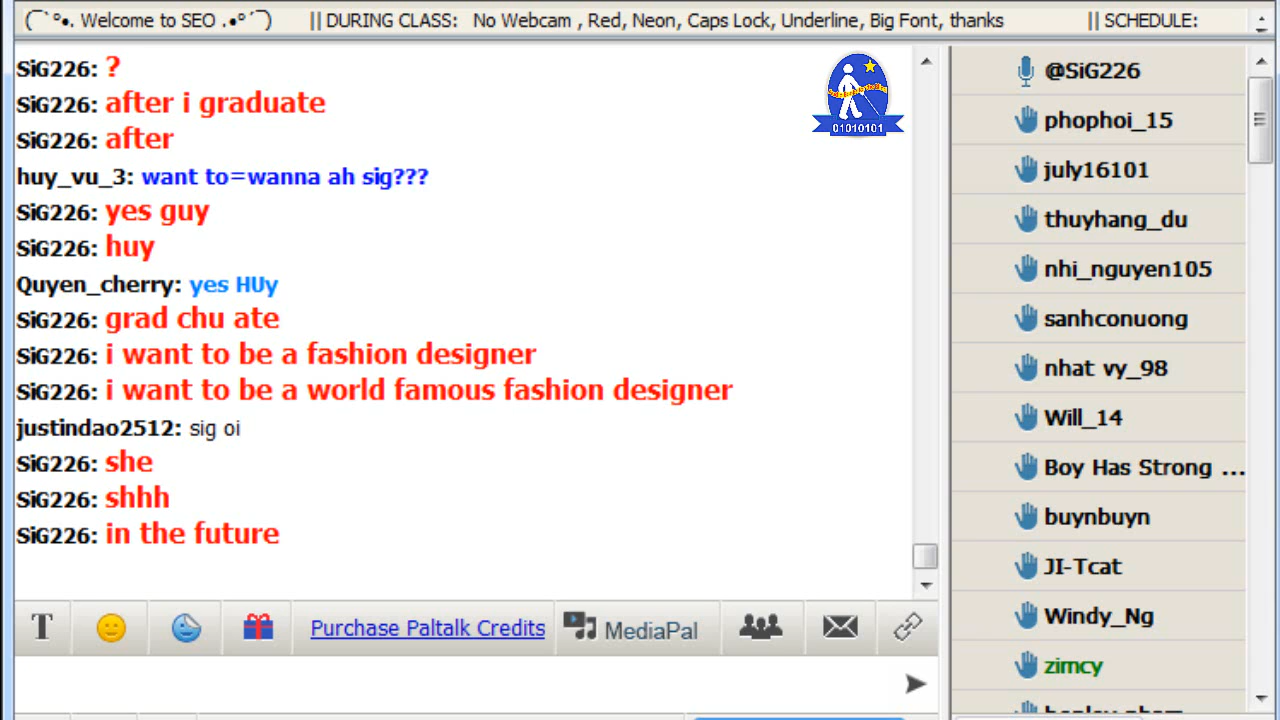 (¯`°•. Welcome to SEO .•°´¯) || DURING CLASS: No Webcam , Red, Neon, Caps Lock, Underline, Big Font, thanks || SCHEDULE:
SiG226: ?
SiG226: after i graduate
SiG226: after
huy_vu_3: want to=wanna ah sig???
SiG226: yes guy
SiG226: huy
Quyen_cherry: yes HUy
SiG226: grad chu ate
SiG226: i want to be a fashion designer
SiG226: i want to be a world famous fashion designer
justindao2512: sig oi
SiG226: she
SiG226: shhh
SiG226: in the future
01010101
@SiG226
phophoi_15
july16101
thuyhang_du
nhi_nguyen105
sanhconuong
nhat vy_98
Will_14
Boy Has Strong ...
buynbuyn
JI-Tcat
Windy_Ng
zimcy
T Purchase Paltalk Credits MediaPal